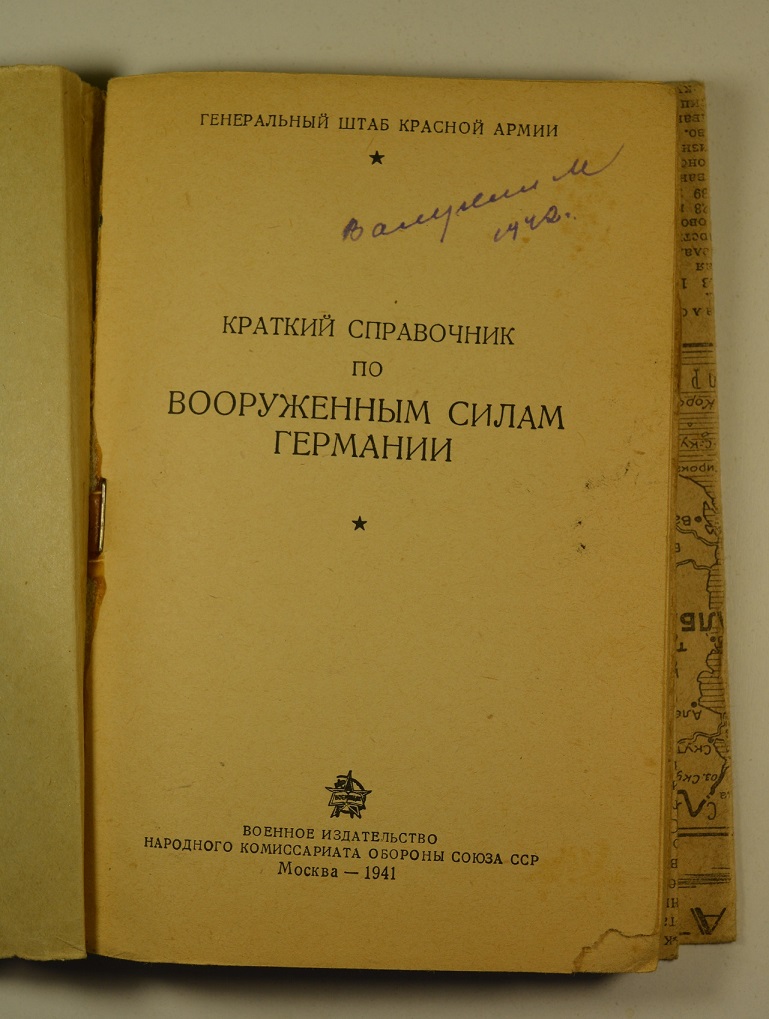 ГЕНЕРАЛЬНЫЙ ШТАБ КРАСНОЙ АРМИИ
1942.
КРАТКИЙ СПРАВОЧНИК
ПО
ВООРУЖЕННЫМ СИЛАМ
ГЕРМАНИИ
ВОЕННОЕ ИЗДАТЕЛЬСТВО
НАРОДНОГО КОМИССАРИАТА ОБОРОНЫ СОЮЗА ССР
Москва — 1941